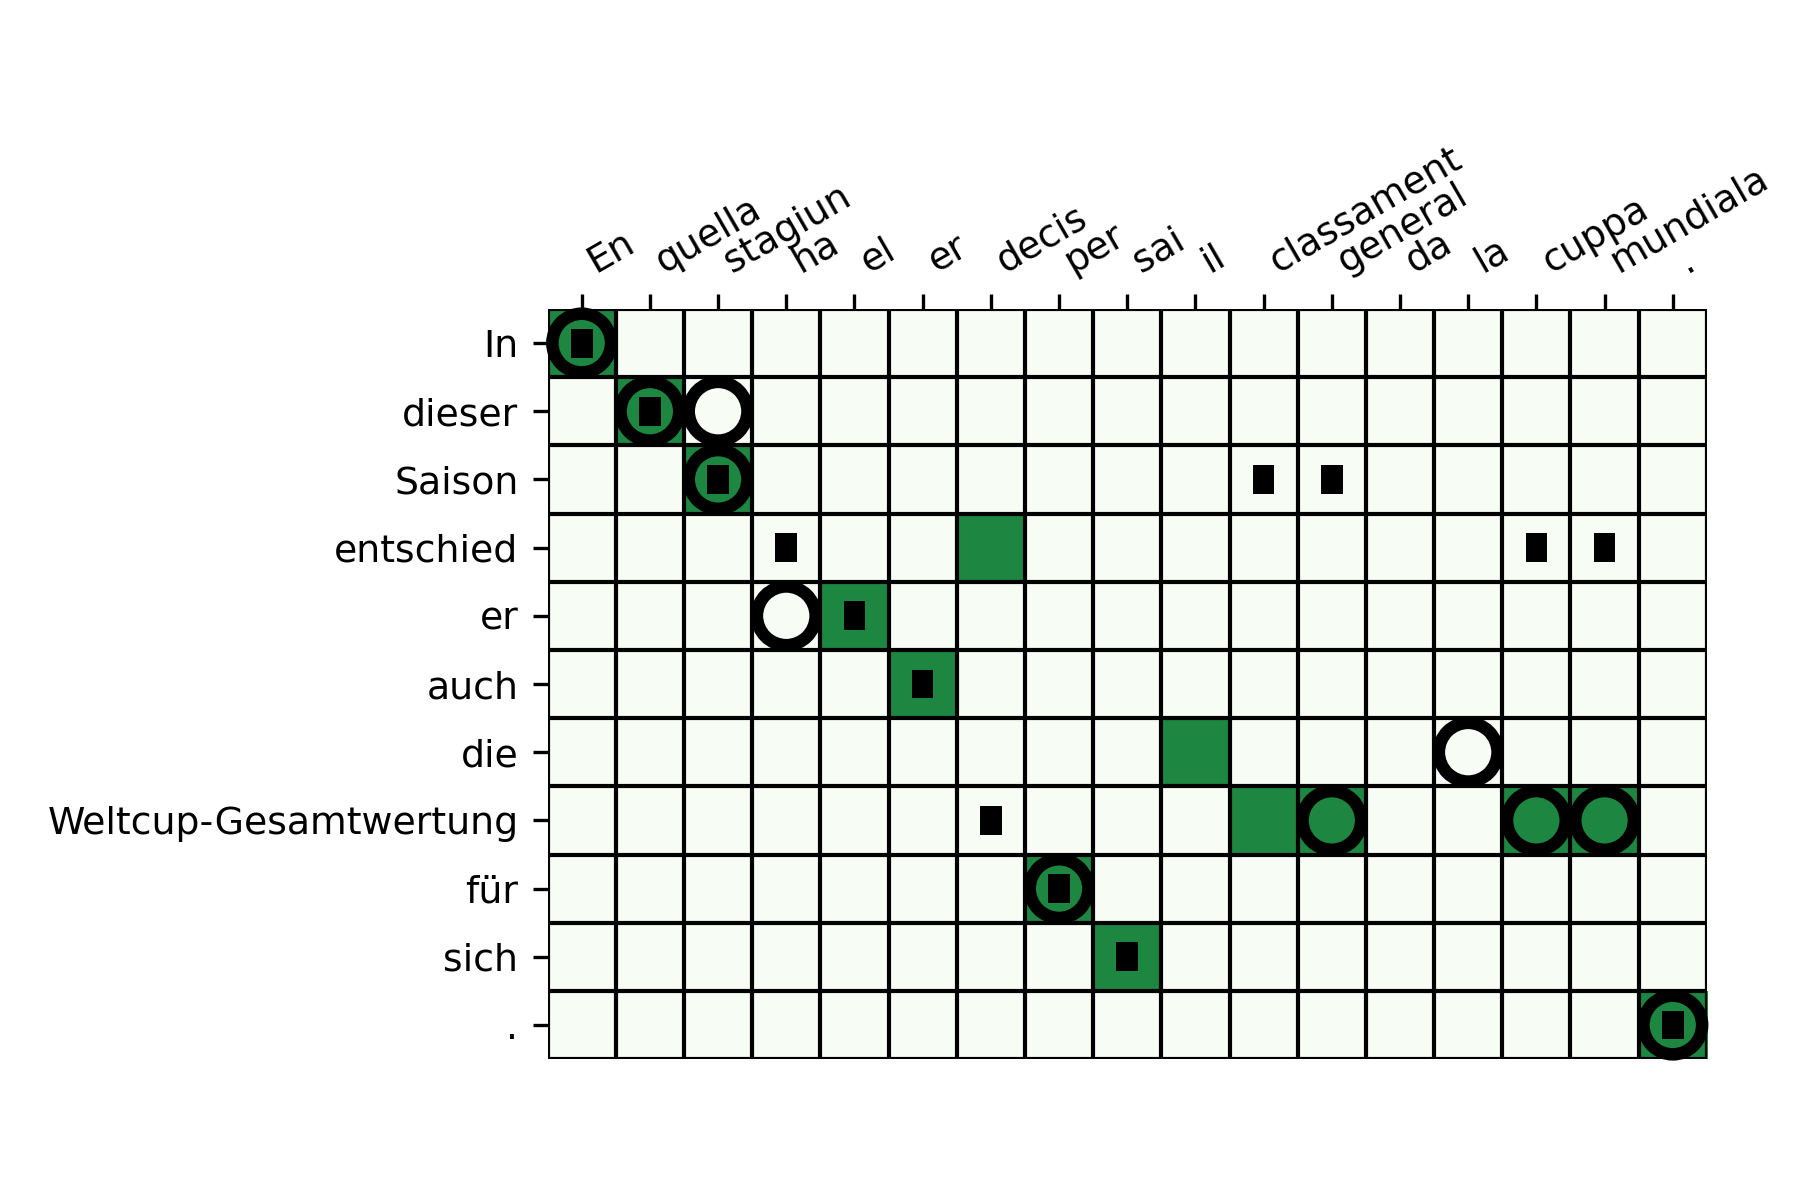 En
quella
stagiun
ha
el
er
decis
per
sai
il
classament
general
da
la
cuppa
mundiala
.
In
dieser
Saison
entschied
er
auch
die
Weltcup-Gesamtwertung
für
sich
.